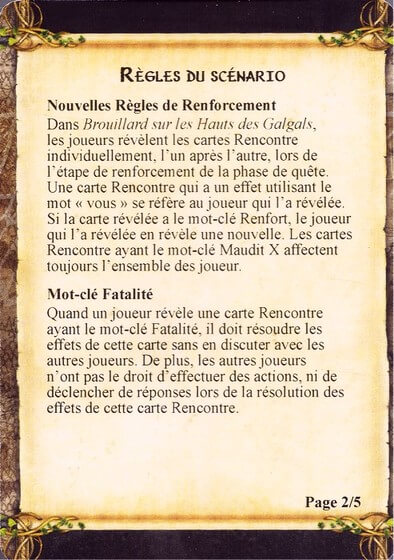 Règles du scénario
Nouvelles Règles de Renforcement
Dans Brouillard sur les Hauts des Galgals,
les joueurs révèlent les cartes Rencontre
individuellement, l'un après l'autre, lors de
l'étape de renforcement de la phase de quête.
Une carte Rencontre qui a un effet utilisant le
mot « vous » se réfère au joueur qui l'a révélée.
Si la carte révélée a le mot-clé Renfort, le joueur
qui l'a révélée en révèle une nouvelle. Les cartes
Rencontre ayant le mot-clé Maudit X affectent
toujours l'ensemble des joueur.
Mot-clé Fatalité
Quand un joueur révèle une carte Rencontre
ayant le mot-clé Fatalité, il doit résoudre les
effets de cette carte sans en discuter avec les
autres joueurs. De plus, les autres joueurs
n'ont pas le droit d'effectuer des actions, ni de
déclencher de réponses lors de la résolution des
effets de cette carte Rencontre.
Page 2/5